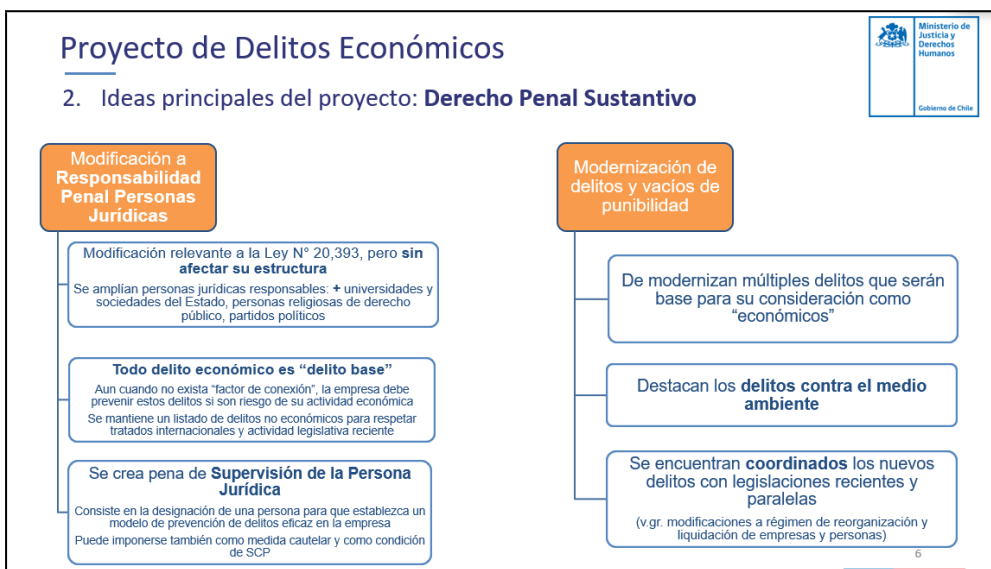 Proyecto de Delitos Económicos
Ministerio de
Justicia y
Derechos
Humanos
Gobierno de Chile
2. Ideas principales del proyecto: Derecho Penal Sustantivo
Modificación a
Responsabilidad
Penal Personas
Jurídicas
Modificación relevante a la Ley N° 20,393, pero sin
afectar su estructura
Se amplían personas jurídicas responsables: + universidades y
sociedades del Estado, personas religiosas de derecho
público, partidos políticos
Todo delito económico es “delito base”
Aun cuando no exista “factor de conexión”, la empresa debe
prevenir estos delitos si son riesgo de su actividad económica
Se mantiene un listado de delitos no económicos para respetar
tratados internacionales y actividad legislativa reciente
Se crea pena de Supervisión de la Persona
Jurídica
Consiste en la designación de una persona para que establezca un
modelo de prevención de delitos eficaz en la empresa
Puede imponerse también como medida cautelar y como condición
de SCP
Modernización de
delitos y vacíos de
punibilidad
De modernizan múltiples delitos que serán
base para su consideración como
“económicos”
Destacan los delitos contra el medio
ambiente
Se encuentran coordinados los nuevos
delitos con legislaciones recientes y
paralelas
(v.gr. modificaciones a régimen de reorganización y
liquidación de empresas y personas)
6